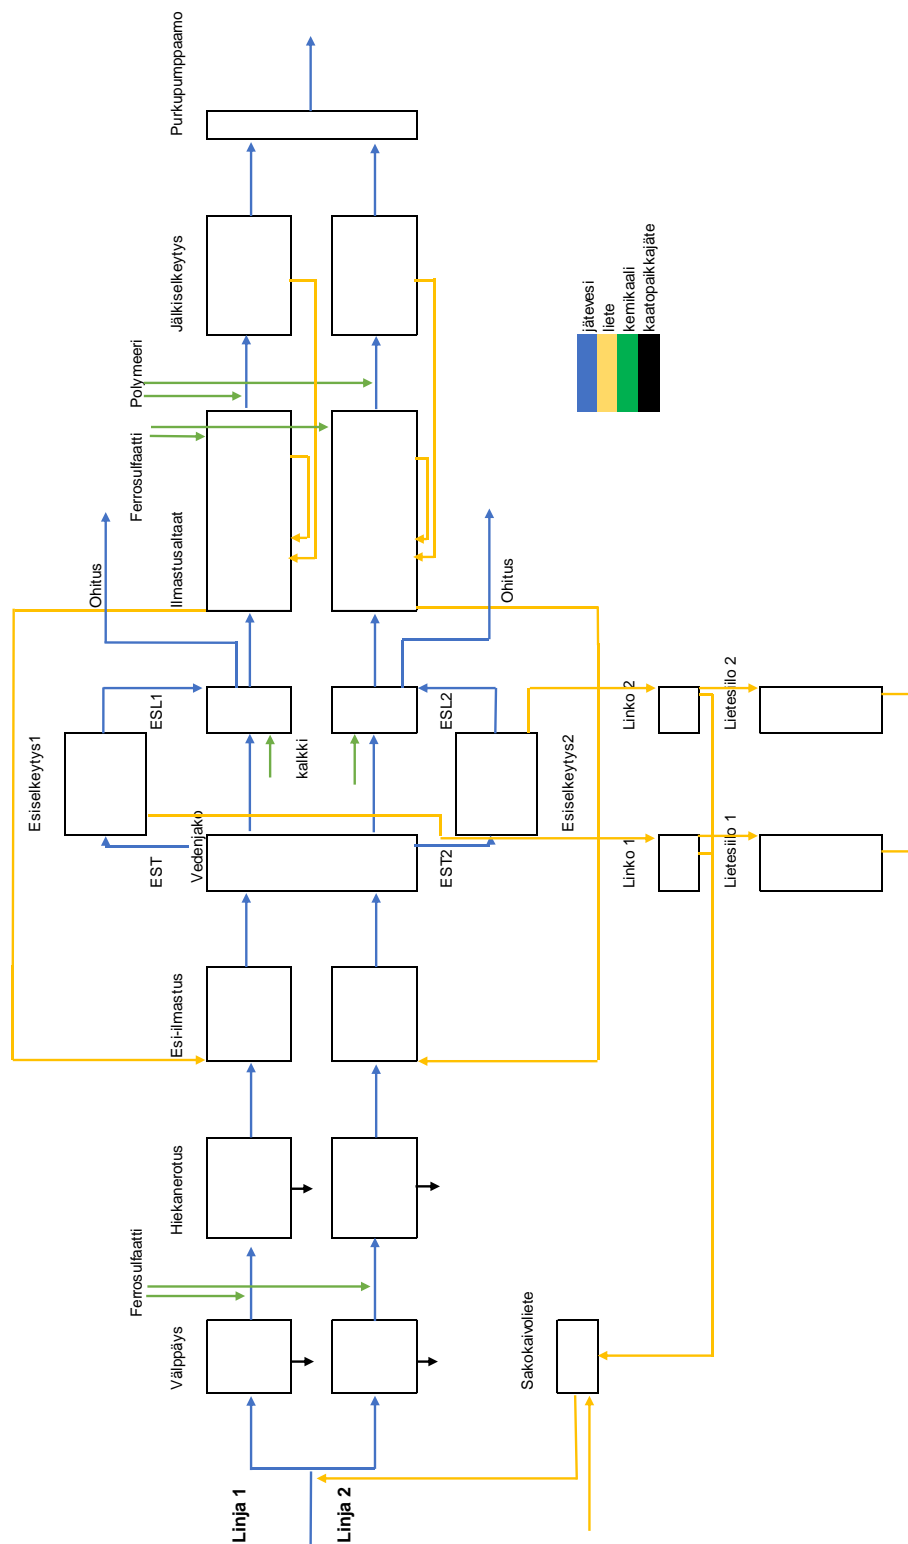 Linja 1
Linja 2
Välppäys
Ferrosulfaatti
Hiekanerotus
Esi-ilmastus
EST
Vedenjako
EST2
Esiselkeytys1
ESL1
kalkki
ESL2
Esiselkeytys2
Ohitus
Ohitus
Ilmastusaltaat
Ferrosulfaatti
Polymeeri
Jälkiselkeytys
Purkupumppaamo
Sakokaivoliete
Linko 1
Lietesiilo 1
Linko 2
Lietesiilo 2
jätevesi
liete
kemikaali
kaatopaikkajäte